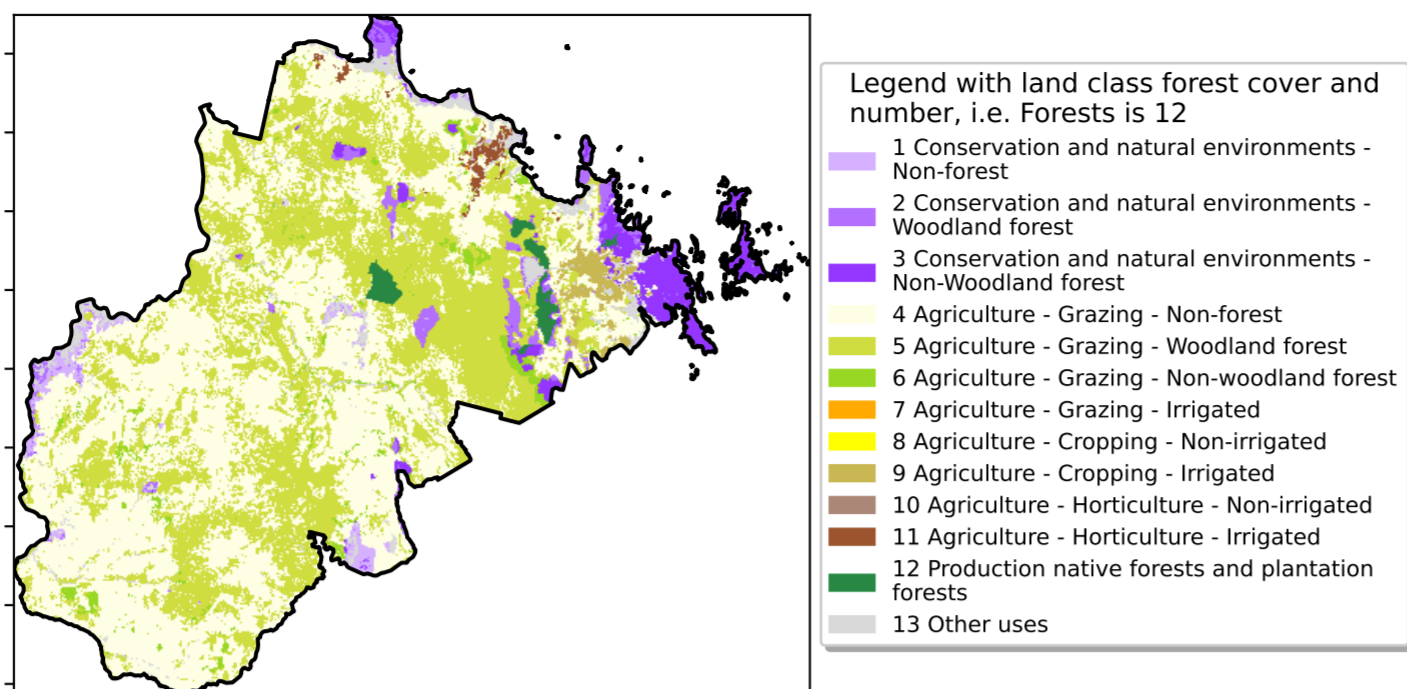 Legend with land class forest cover and
number, i.e. Forests is 12
1 Conservation and natural environments -
Non-forest
2 Conservation and natural environments -
Woodland forest
3 Conservation and natural environments -
Non-Woodland forest
4 Agriculture - Grazing - Non-forest
5 Agriculture - Grazing - Woodland forest
6 Agriculture - Grazing - Non-woodland forest
7 Agriculture - Grazing - Irrigated
8 Agriculture - Cropping - Non-irrigated
9 Agriculture - Cropping - Irrigated
10 Agriculture - Horticulture - Non-irrigated
11 Agriculture - Horticulture - Irrigated
12 Production native forests and plantation
forests
13 Other uses